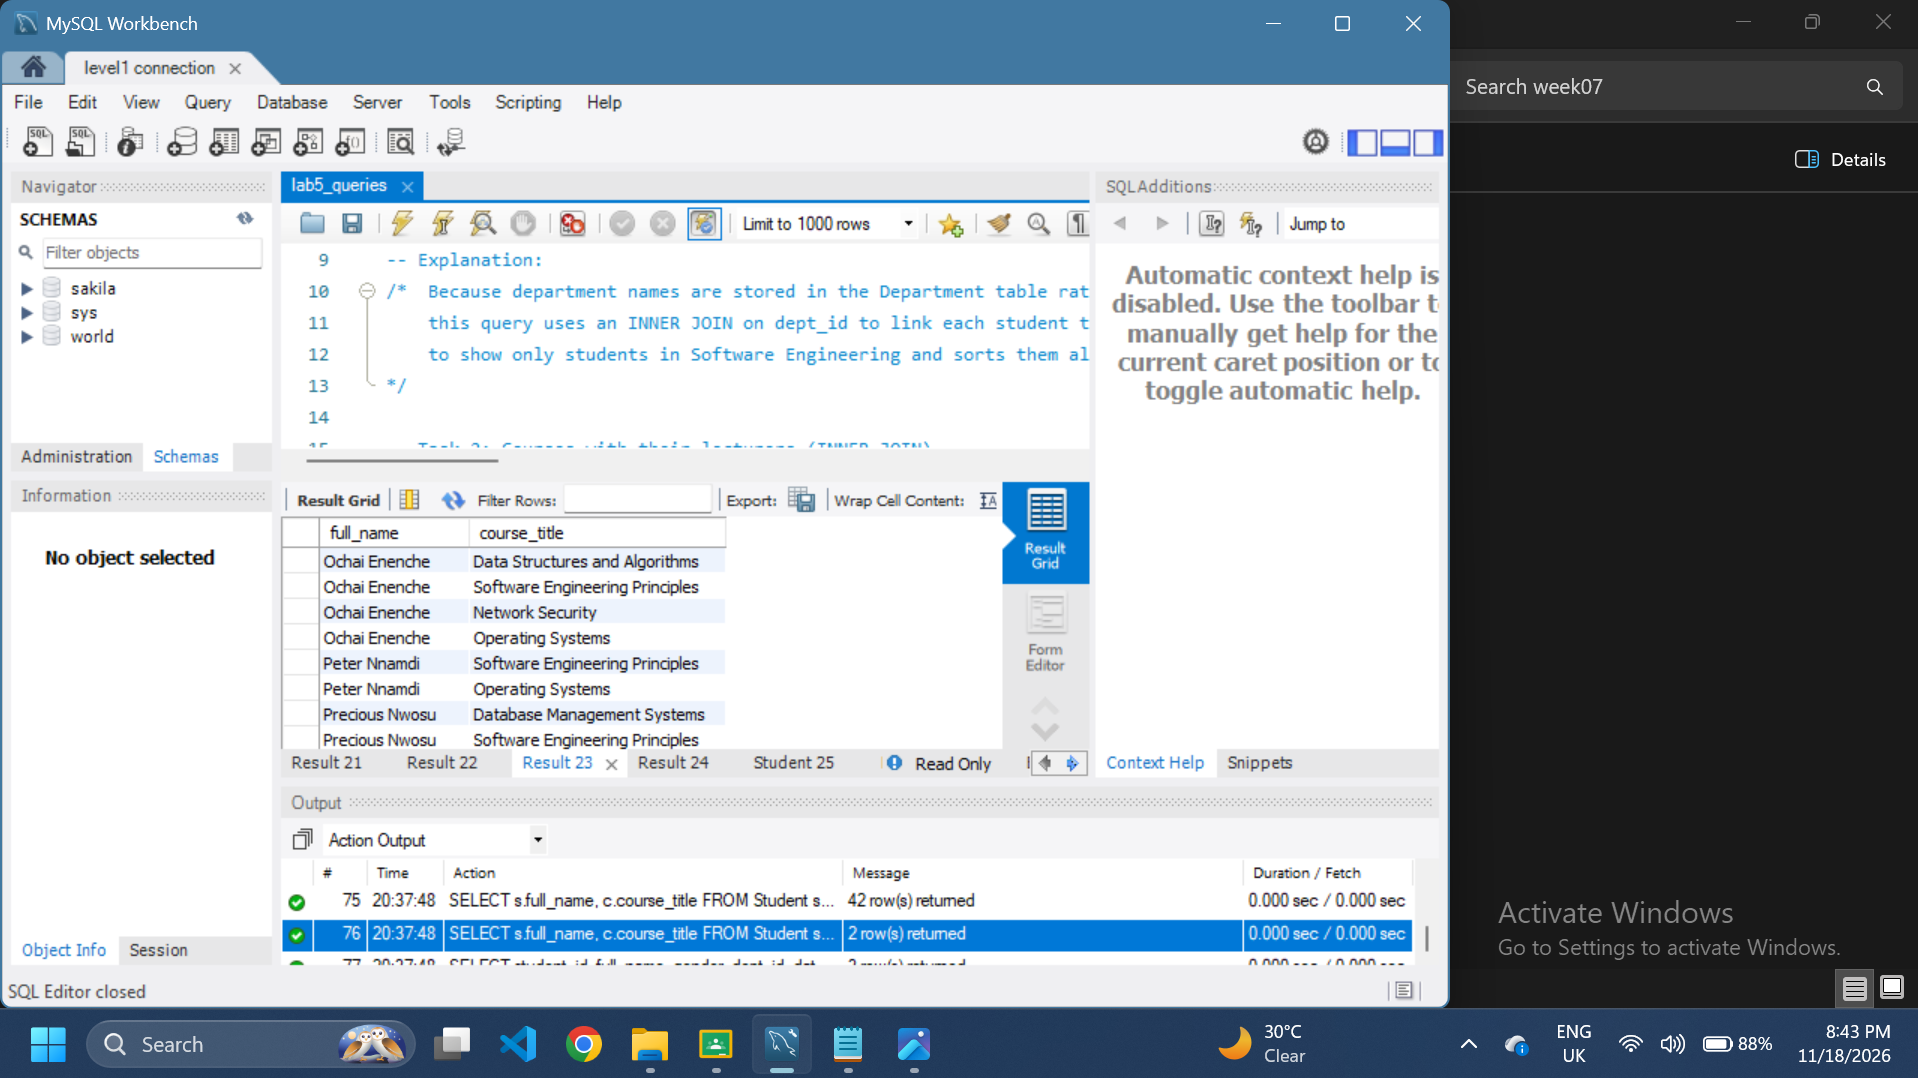 MySQL Workbench
level1 connection
File Edit View Query Database Server Tools Scripting Help
Search week07
Details
Navigator
SCHEMAS
Filter objects
sakila
sys
world
Administration Schemas
Information
No object selected
Object Info Session
SQL Editor closed
lab5_queries
Limit to 1000 rows
9 -- Explanation:
10 /* Because department names are stored in the Department table rat
11 this query uses an INNER JOIN on dept_id to link each student t
12 to show only students in Software Engineering and sorts them al
13 */
14
Result Grid Filter Rows: Export: Wrap Cell Content:
full_name course_title
Ochai Enenche Data Structures and Algorithms
Ochai Enenche Software Engineering Principles
Ochai Enenche Network Security
Ochai Enenche Operating Systems
Peter Nnamdi Software Engineering Principles
Peter Nnamdi Operating Systems
Precious Nwosu Database Management Systems
Precious Nwosu Software Engineering Principles
Result Grid
Form Editor
Result 21 Result 22 Result 23 Result 24 Student 25 Read Only
SQLAdditions
Jump to
Automatic context help is
disabled. Use the toolbar t
manually get help for the
current caret position or to
toggle automatic help.
Context Help Snippets
Output
Action Output
# Time Action Message Duration / Fetch
75 20:37:48 SELECT s.full_name, c.course_title FROM Student s... 42 row(s) returned 0.000 sec / 0.000 sec
76 20:37:48 SELECT s.full_name, c.course_title FROM Student s... 2 row(s) returned 0.000 sec / 0.000 sec
Activate Windows
Go to Settings to activate Windows.
Search
30°C
Clear
ENG
UK
88%
8:43 PM
11/18/2026